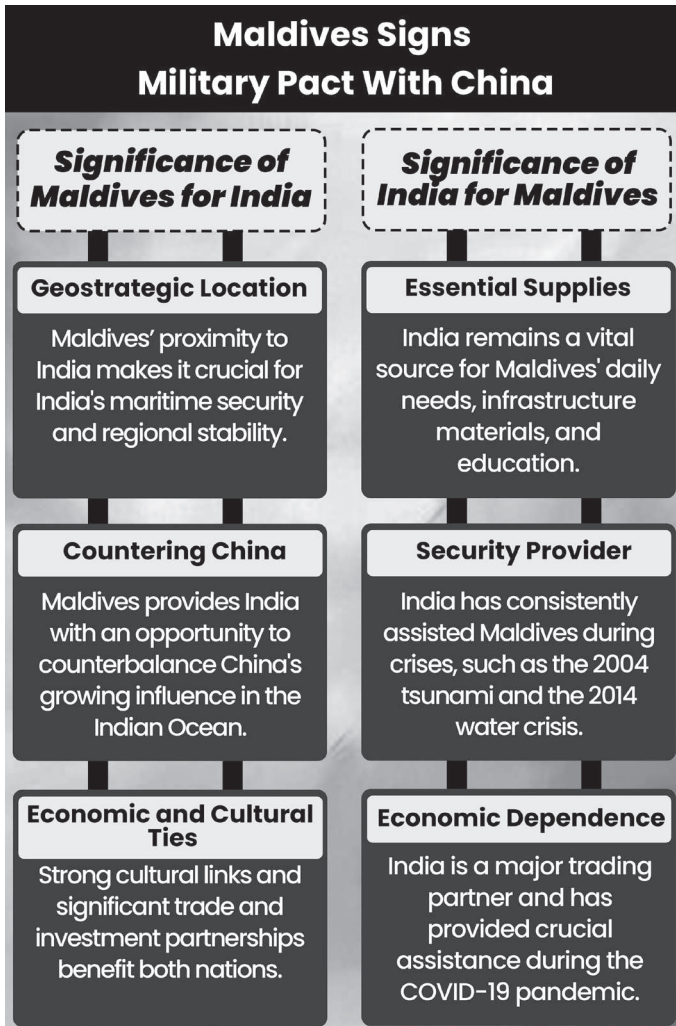 Maldives Signs
Military Pact With China
Significance of
Maldives for India
Geostrategic Location
Maldives’ proximity to
India makes it crucial for
India's maritime security
and regional stability.
Countering China
Maldives provides India
with an opportunity to
counterbalance China's
growing influence in the
Indian Ocean.
Economic and Cultural
Ties
Strong cultural links and
significant trade and
investment partnerships
benefit both nations.
Significance of
India for Maldives
Essential Supplies
India remains a vital
source for Maldives' daily
needs, infrastructure
materials, and
education.
Security Provider
India has consistently
assisted Maldives during
crises, such as the 2004
tsunami and the 2014
water crisis.
Economic Dependence
India is a major trading
partner and has
provided crucial
assistance during the
COVID-19 pandemic.